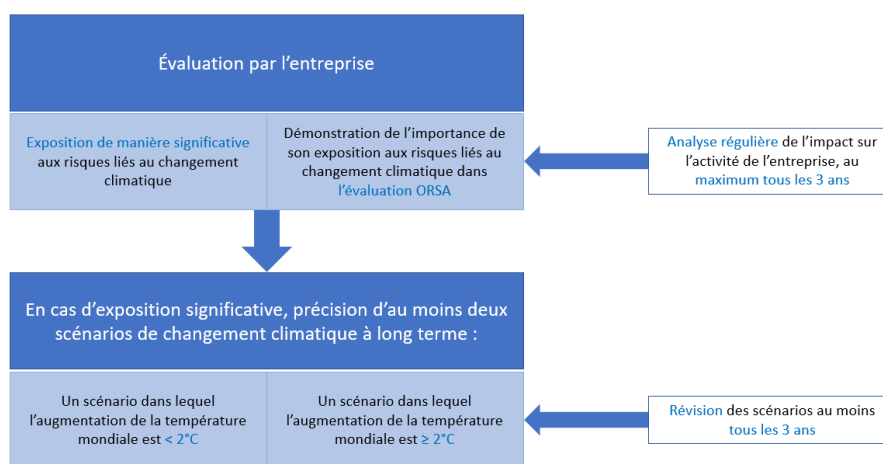 Évaluation par l’entreprise
Exposition de manière significative
aux risques liés au changement
climatique
Démonstration de l’importance de
son exposition aux risques liés au
changement climatique dans
l’évaluation ORSA
Analyse régulière de l’impact sur
l’activité de l’entreprise, au
maximum tous les 3 ans
En cas d’exposition significative, précision d’au moins deux
scénarios de changement climatique à long terme :
Un scénario dans lequel
l’augmentation de la température
mondiale est < 2°C
Un scénario dans lequel
l’augmentation de la température
mondiale est ≥ 2°C
Révision des scénarios au moins
tous les 3 ans